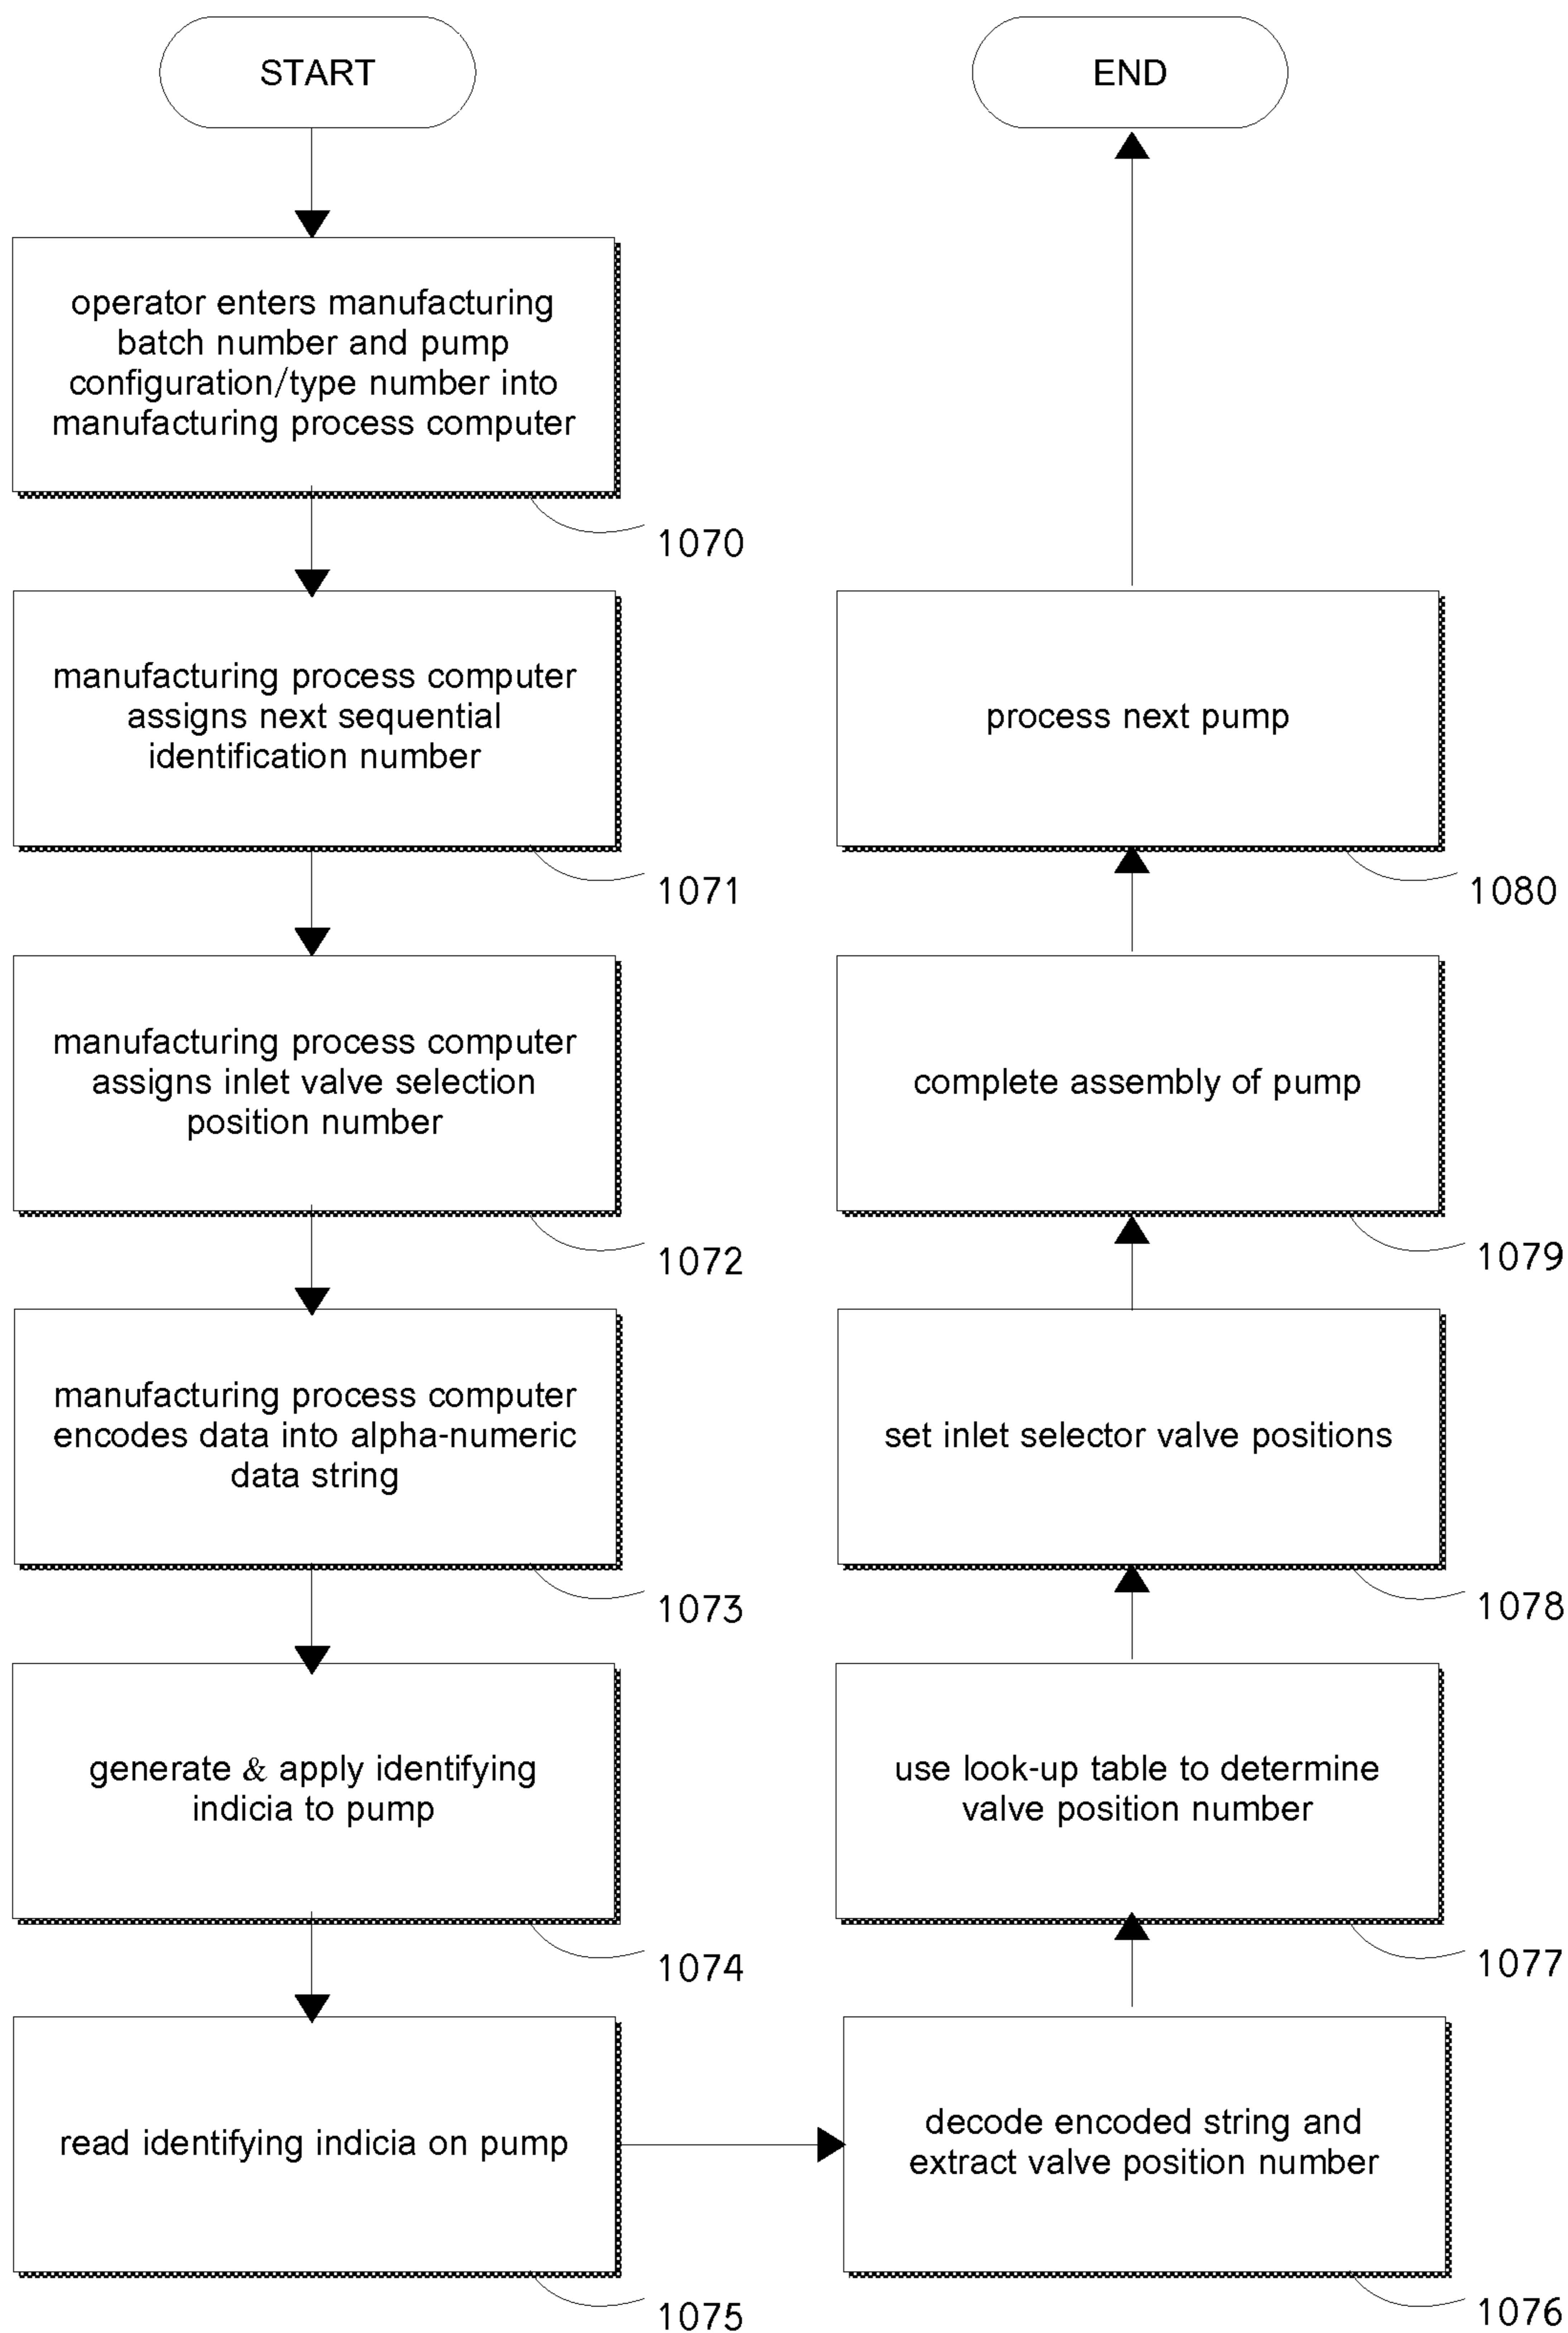 START
operator enters manufacturing
batch number and pump
configuration/type number into
manufacturing process computer
1070
manufacturing process computer
assigns next sequential
identification number
1071
manufacturing process computer
assigns inlet valve selection
position number
1072
manufacturing process computer
encodes data into alpha-numeric
data string
1073
generate & apply identifying
indicia to pump
1074
read identifying indicia on pump
1075
decode encoded string and
extract valve position number
1076
use look-up table to determine
valve position number
1077
set inlet selector valve positions
1078
complete assembly of pump
1079
process next pump
1080
END